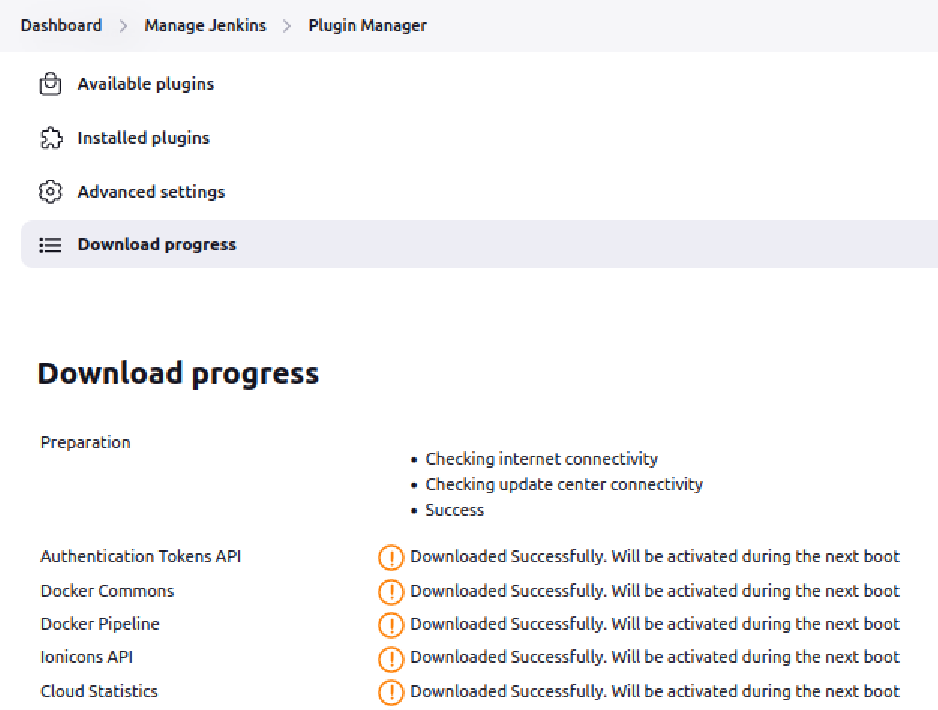 Dashboard > Manage Jenkins > Plugin Manager
Available plugins
Installed plugins
Advanced settings
Download progress
Download progress
Preparation
• Checking internet connectivity
• Checking update center connectivity
• Success
Authentication Tokens API Downloaded Successfully. Will be activated during the next boot
Docker Commons Downloaded Successfully. Will be activated during the next boot
Docker Pipeline Downloaded Successfully. Will be activated during the next boot
Ionicons API Downloaded Successfully. Will be activated during the next boot
Cloud Statistics Downloaded Successfully. Will be activated during the next boot